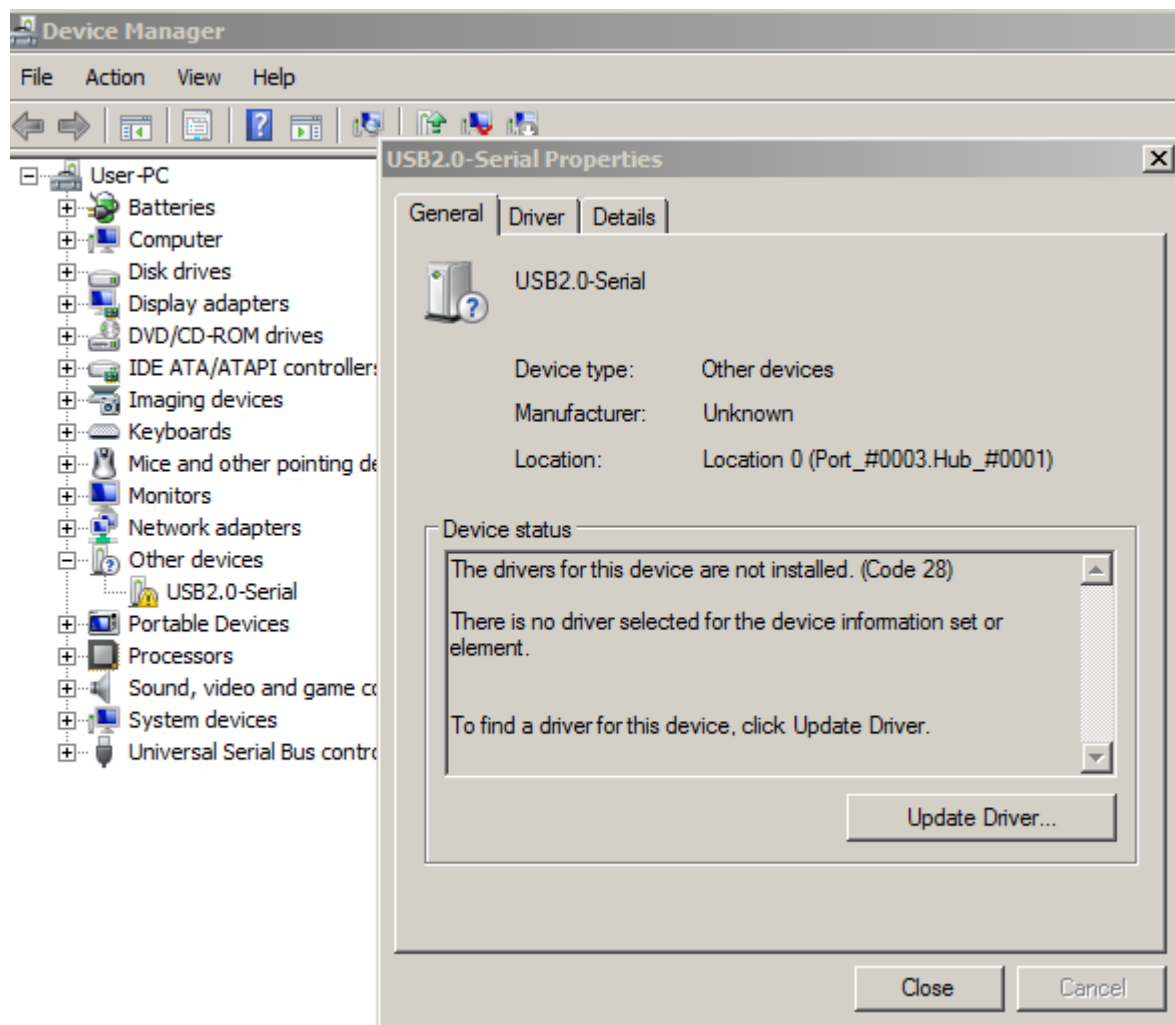 Device Manager
File Action View Help
USB2.0-Serial Properties
User-PC
Batteries
Computer
Disk drives
Display adapters
DVD/CD-ROM drives
IDE ATA/ATAPI controllers
Imaging devices
Keyboards
Mice and other pointing de
Monitors
Network adapters
Other devices
USB2.0-Serial
Portable Devices
Processors
Sound, video and game co
System devices
Universal Serial Bus contro
General Driver Details
USB2.0-Serial
Device type: Other devices
Manufacturer: Unknown
Location: Location 0 (Port_#0003.Hub_#0001)
Device status
The drivers for this device are not installed. (Code 28)
There is no driver selected for the device information set or
element.
To find a driver for this device, click Update Driver.
Update Driver...
Close Cancel